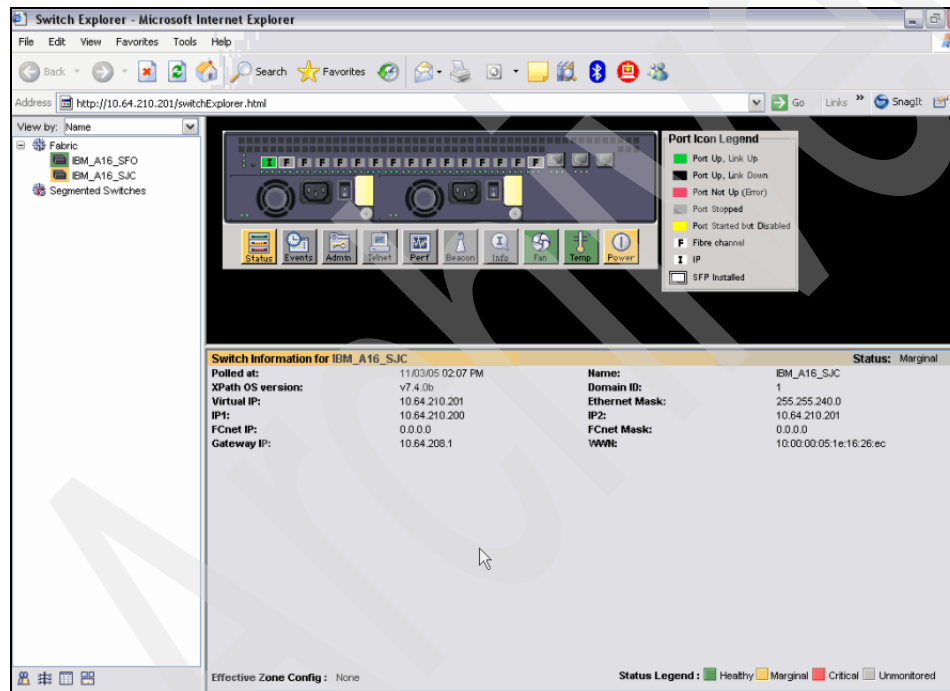 Switch Explorer - Microsoft Internet Explorer
File Edit View Favorites Tools Help
Back Search Favorites
Address http://10.64.210.201/switchExplorer.html Go Links » SnagIt
View by: Name
Fabric
IBM_A16_SFO
IBM_A16_SJC
Segmented Switches
I F F F F F F F F F F F F F F F
Port Icon Legend
Port Up, Link Up
Port Up, Link Down
Port Not Up (Error)
Port Stopped
Port Started but Disabled
F Fibre channel
I IP
SFP Installed
Status Events Admin Telnet Perf Beacon Info Fan Temp Power
Switch Information for IBM_A16_SJC Status: Marginal
Polled at: 11/03/05 02:07 PM Name: IBM_A16_SJC
XPath OS version: v7.4.0b Domain ID: 1
Virtual IP: 10.64.210.201 Ethernet Mask: 255.255.240.0
IP1: 10.64.210.200 IP2: 10.64.210.201
FCnet IP: 0.0.0.0 FCnet Mask: 0.0.0.0
Gateway IP: 10.64.208.1 WWN: 10:00:00:05:1e:16:26:ec
Effective Zone Config : None Status Legend : Healthy Marginal Critical Unmonitored